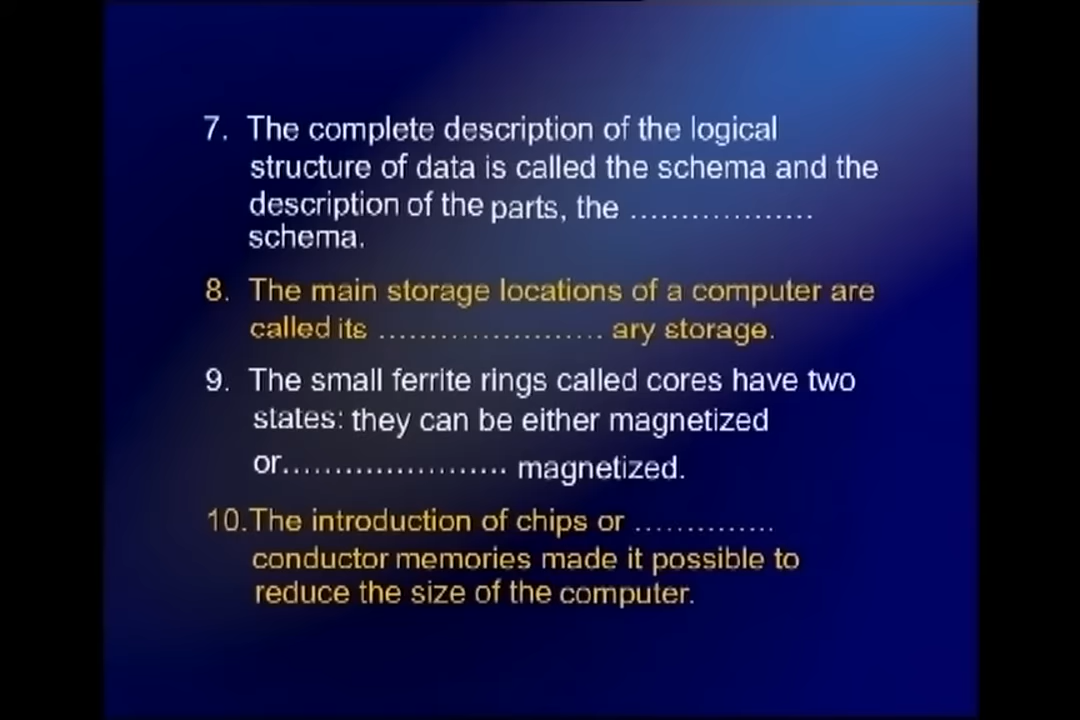 7. The complete description of the logical
structure of data is called the schema and the
description of the parts, the ..................
schema.
8. The main storage locations of a computer are
called its ...................... ary storage.
9. The small ferrite rings called cores have two
states: they can be either magnetized
or...................... magnetized.
10.The introduction of chips or ..............
conductor memories made it possible to
reduce the size of the computer.